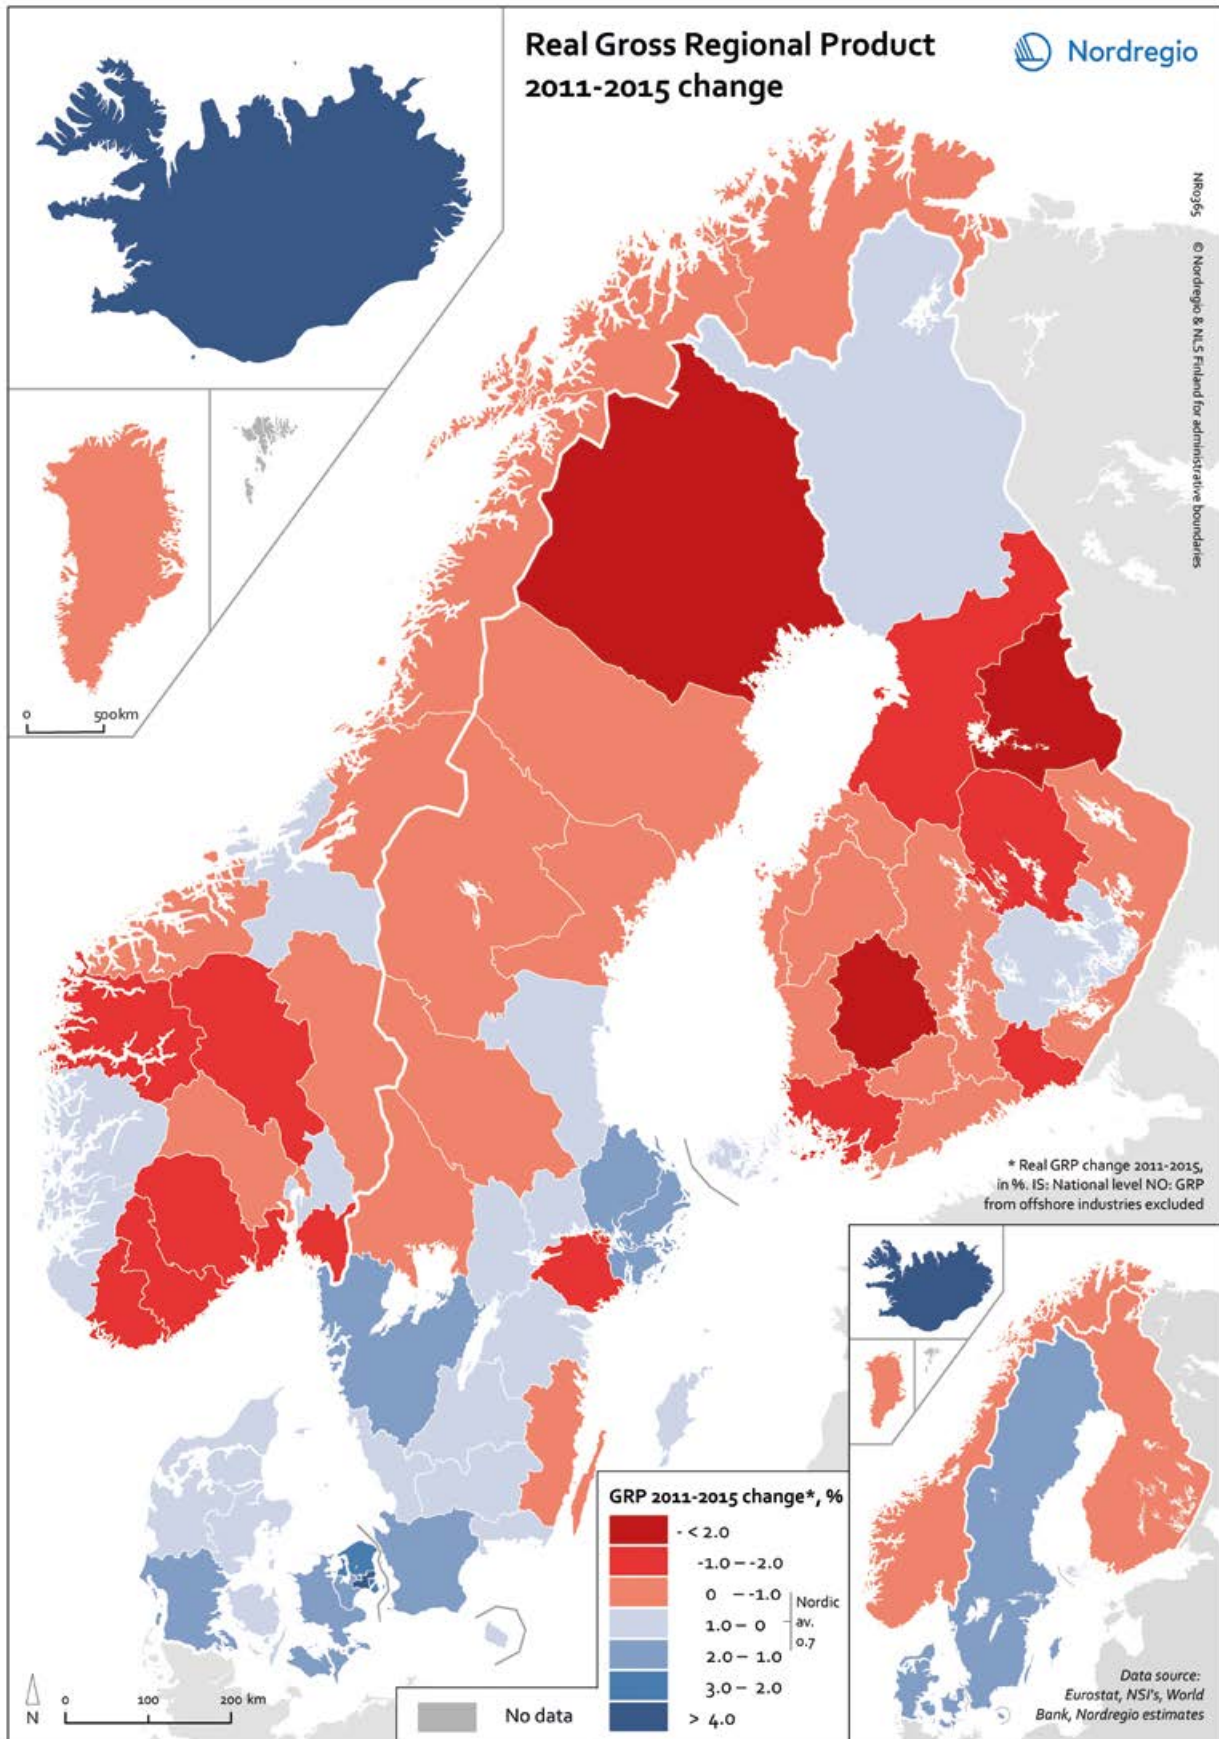 Real Gross Regional Product
2011-2015 change
Nordregio
NR0365 © Nordregio & NLS Finland for administrative boundaries
0 500km
* Real GRP change 2011-2015,
in %. IS: National level NO: GRP
from offshore industries excluded
GRP 2011-2015 change*, %
- < 2.0
-1.0 – -2.0
0 – -1.0
1.0 – 0
2.0 – 1.0
3.0 – 2.0
> 4.0
Nordic
av.
0.7
No data
N
0 100 200 km
Data source:
Eurostat, NSI's, World
Bank, Nordregio estimates